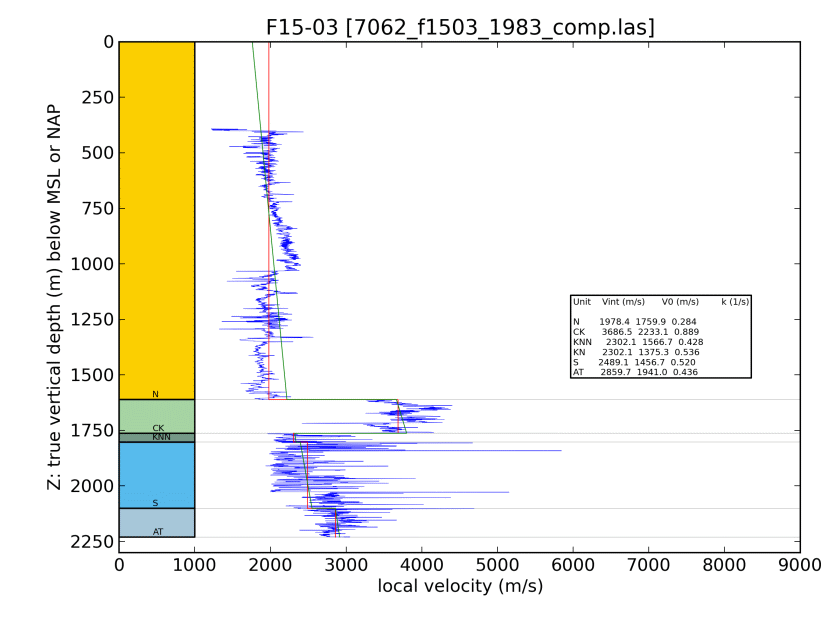 F15-03 [7062_f1503_1983_comp.las]
0
250
500
750
1000
1250
1500
1750
2000
2250
Z: true vertical depth (m) below MSL or NAP
N
CK
KNN
S
AT
Unit Vint (m/s) V0 (m/s) k (1/s)
N 1978.4 1759.9 0.284
CK 3686.5 2233.1 0.889
KNN 2302.1 1566.7 0.428
KN 2302.1 1375.3 0.536
S 2489.1 1456.7 0.520
AT 2859.7 1941.0 0.436
0 1000 2000 3000 4000 5000 6000 7000 8000 9000
local velocity (m/s)